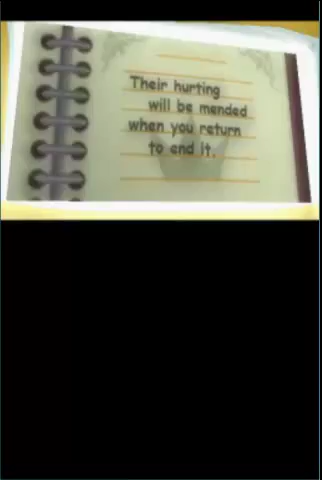 Their hurting
will be mended
when you return
to end it.